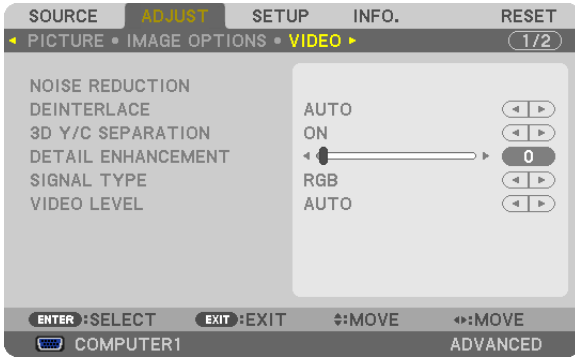 SOURCE ADJUST SETUP INFO. RESET
◂ PICTURE • IMAGE OPTIONS • VIDEO ▸ 1/2
NOISE REDUCTION
DEINTERLACE AUTO
3D Y/C SEPARATION ON
DETAIL ENHANCEMENT 0
SIGNAL TYPE RGB
VIDEO LEVEL AUTO
ENTER:SELECT EXIT:EXIT ♦:MOVE ◂▸:MOVE
COMPUTER1 ADVANCED